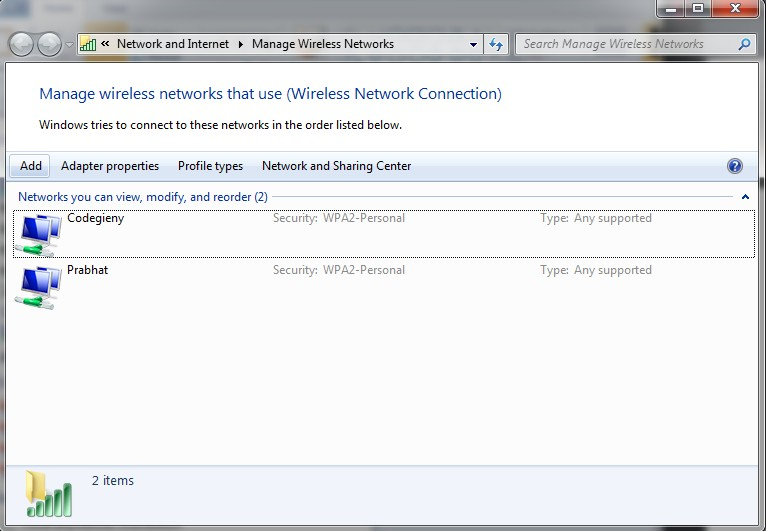 « Network and Internet ▸ Manage Wireless Networks
Search Manage Wireless Networks
Manage wireless networks that use (Wireless Network Connection)
Windows tries to connect to these networks in the order listed below.
Add Adapter properties Profile types Network and Sharing Center
Networks you can view, modify, and reorder (2)
Codegieny Security: WPA2-Personal Type: Any supported
Prabhat Security: WPA2-Personal Type: Any supported
2 items